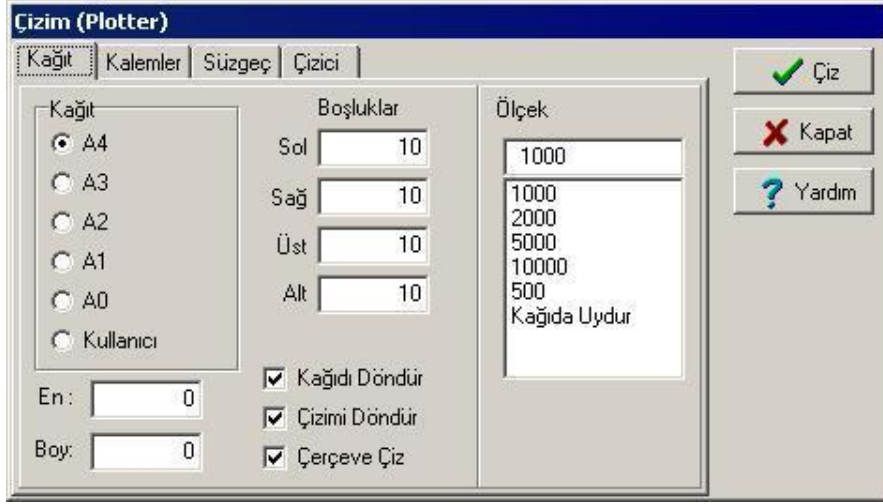 Çizim (Plotter)
Kağıt
Kalemler
Süzgeç
Çizici
Kağıt
A4
A3
A2
A1
A0
Kullanıcı
En :
0
Boy:
0
Boşluklar
Sol
10
Sağ
10
Üst
10
Alt
10
Kağıdı Döndür
Çizimi Döndür
Çerçeve Çiz
Ölçek
1000
1000
2000
5000
10000
500
Kağıda Uydur
Çiz
Kapat
Yardım